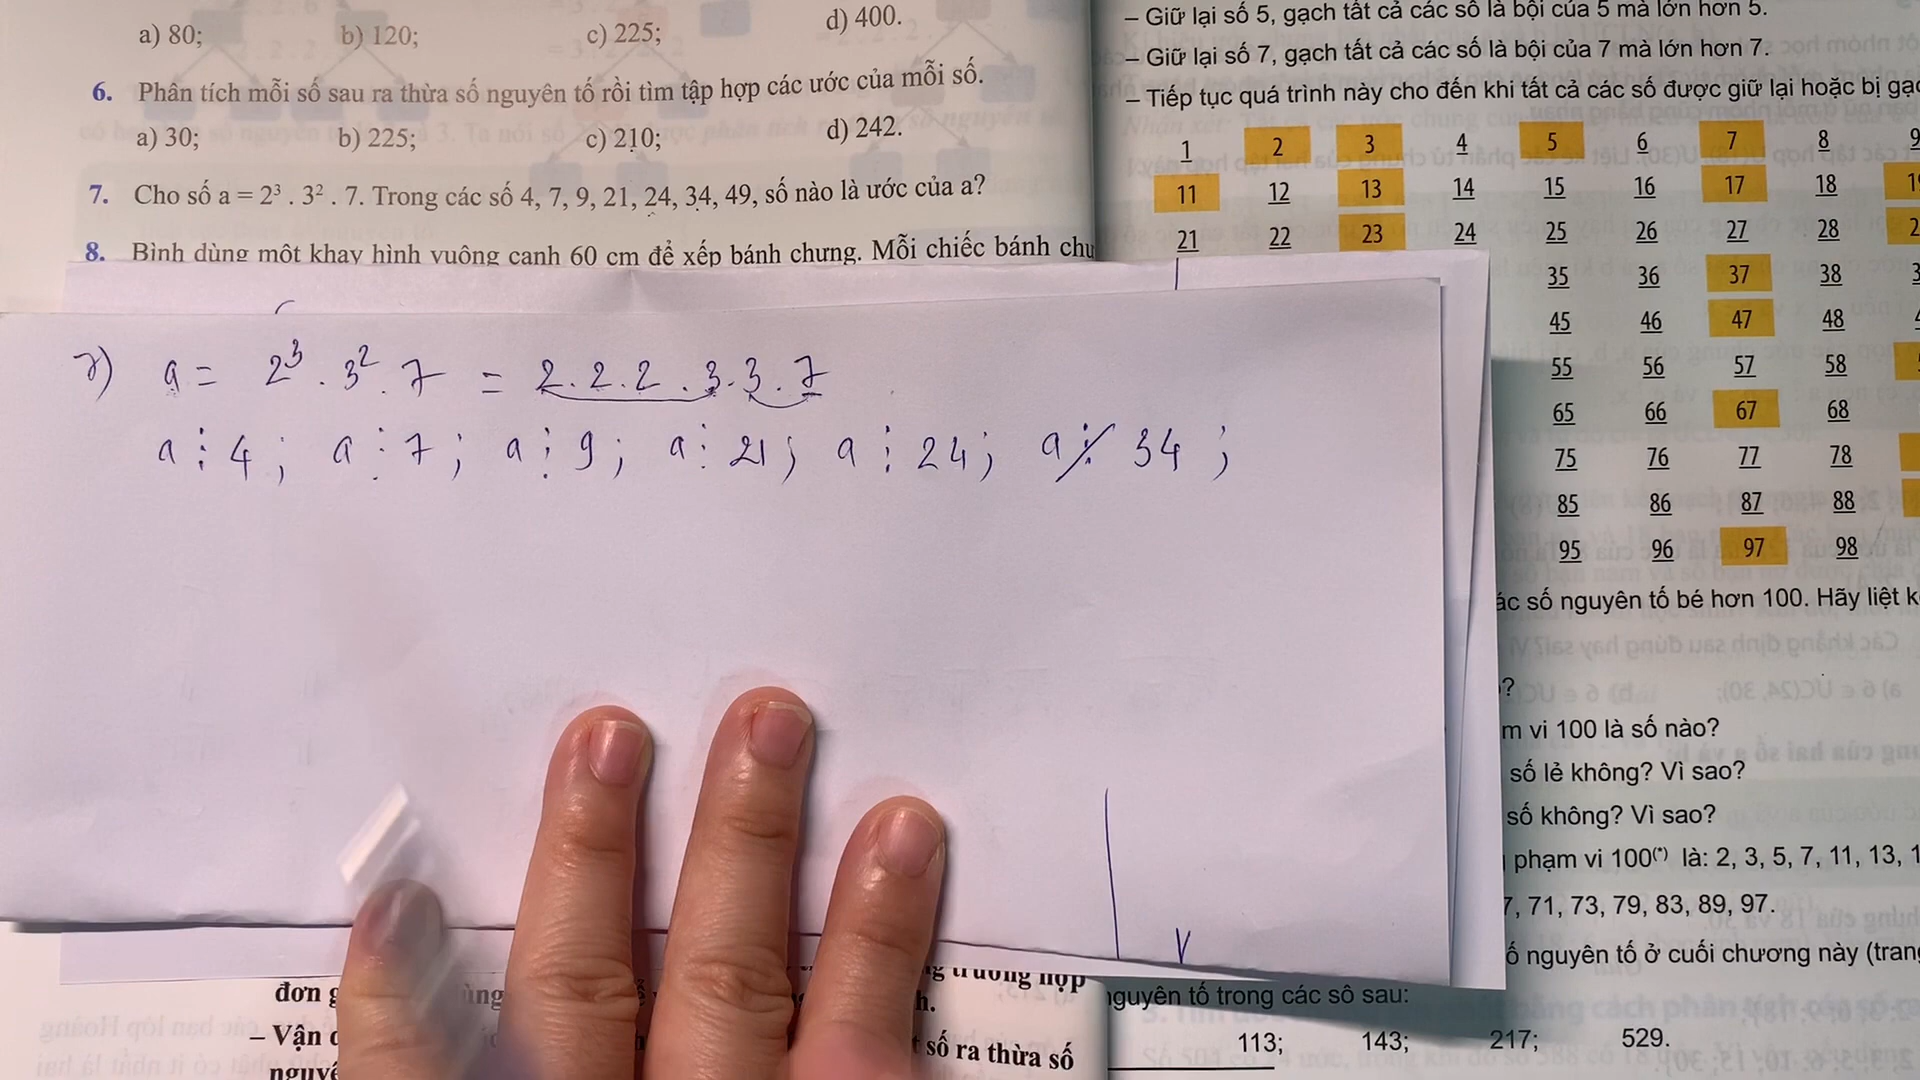 a) 80; b) 120; c) 225; d) 400.
6. Phân tích mỗi số sau ra thừa số nguyên tố rồi tìm tập hợp các ước của mỗi số.
a) 30; b) 225; c) 210; d) 242.
7. Cho số a = 2³ . 3² . 7. Trong các số 4, 7, 9, 21, 24, 34, 49, số nào là ước của a?
8. Bình dùng một khay hình vuông cạnh 60 cm để xếp bánh chưng. Mỗi chiếc bánh
7) a = 2³ . 3² . 7 = 2.2.2.3.3.7
a ⋮ 4; a ⋮ 7; a ⋮ 9; a ⋮ 21; a ⋮ 24; a ⋮̸ 34;
đơn
– Vận
trường hợp
số ra thừa số
– Giữ lại số 5, gạch tất cả các số là bội của 5 mà lớn hơn 5.
– Giữ lại số 7, gạch tất cả các số là bội của 7 mà lớn hơn 7.
– Tiếp tục quá trình này cho đến khi tất cả các số được giữ lại hoặc bị
1 2 3 4 5 6 7 8 9
11 12 13 14 15 16 17 18
21 22 23 24 25 26 27 28
35 36 37 38
45 46 47 48
55 56 57 58
65 66 67 68
75 76 77 78
85 86 87 88
95 96 97 98
số nguyên tố bé hơn 100. Hãy liệt
?
vi 100 là số nào?
số lẻ không? Vì sao?
số không? Vì sao?
phạm vi 100(*) là: 2, 3, 5, 7, 11, 13,
71, 73, 79, 83, 89, 97.
nguyên tố ở cuối chương này
nguyên tố trong các số sau:
113; 143; 217; 529.